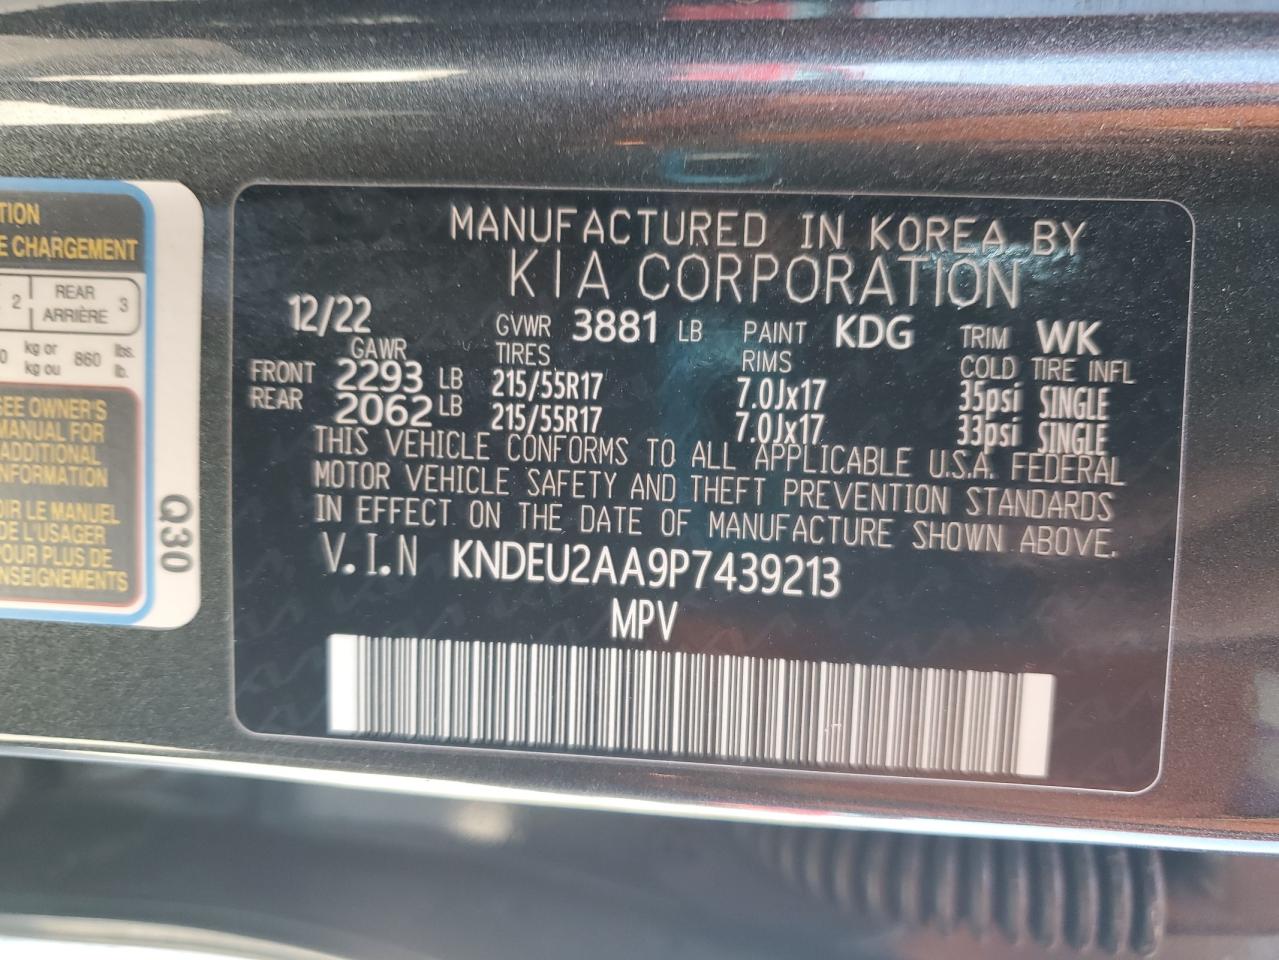 TION
E CHARGEMENT
2 REAR ARRIÈRE 3
0 kg or kg ou 860 lbs. lb.
SEE OWNER'S
MANUAL FOR
ADDITIONAL
INFORMATION
OIR LE MANUEL
DE L'USAGER
POUR PLUS DE
NSEIGNEMENTS
Q30
MANUFACTURED IN KOREA BY
KIA CORPORATION
12/22 GVWR 3881 LB PAINT KDG TRIM WK
GAWR TIRES RIMS COLD TIRE INFL
FRONT 2293 LB 215/55R17 7.0Jx17 35psi SINGLE
REAR 2062 LB 215/55R17 7.0Jx17 33psi SINGLE
THIS VEHICLE CONFORMS TO ALL APPLICABLE U.S.A. FEDERAL
MOTOR VEHICLE SAFETY AND THEFT PREVENTION STANDARDS
IN EFFECT ON THE DATE OF MANUFACTURE SHOWN ABOVE.
V.I.N KNDEU2AA9P7439213
MPV